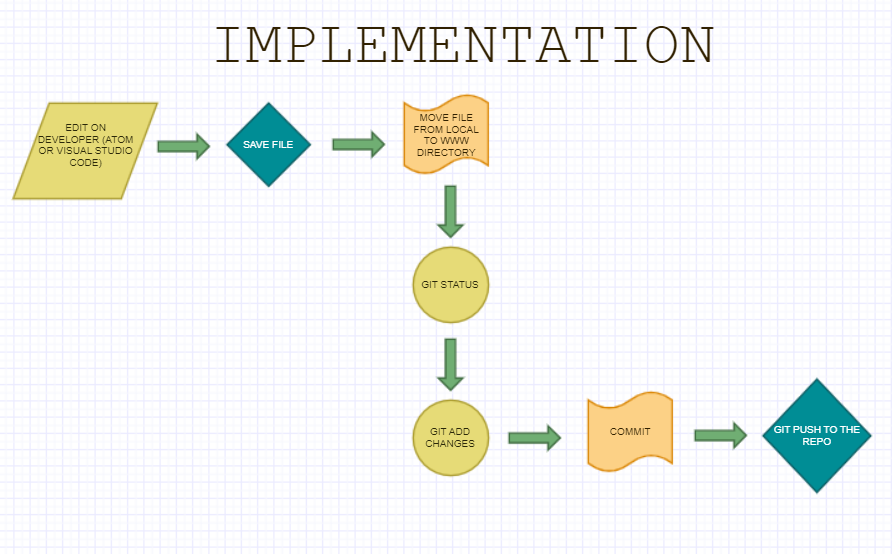 IMPLEMENTATION
EDIT ON
DEVELOPER (ATOM
OR VISUAL STUDIO
CODE)
SAVE FILE
MOVE FILE
FROM LOCAL
TO WWW
DIRECTORY
GIT STATUS
GIT ADD
CHANGES
COMMIT
GIT PUSH TO THE
REPO